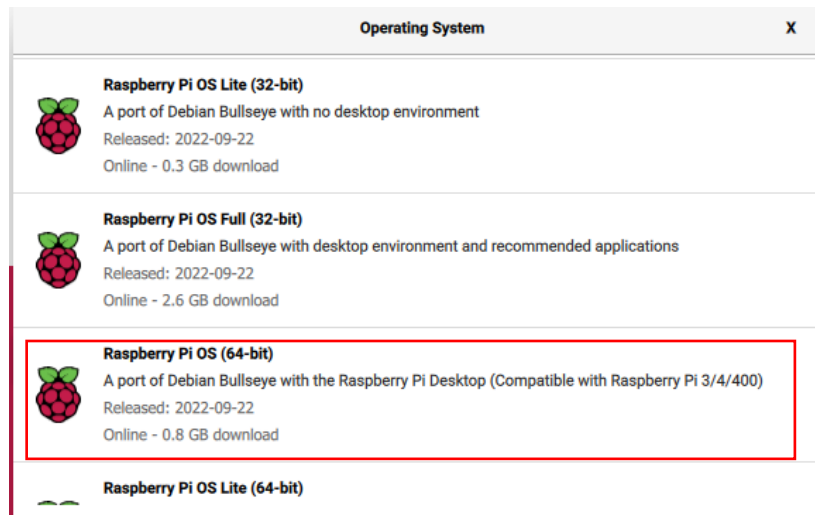 Operating System
X
Raspberry Pi OS Lite (32-bit)
A port of Debian Bullseye with no desktop environment
Released: 2022-09-22
Online - 0.3 GB download
Raspberry Pi OS Full (32-bit)
A port of Debian Bullseye with desktop environment and recommended applications
Released: 2022-09-22
Online - 2.6 GB download
Raspberry Pi OS (64-bit)
A port of Debian Bullseye with the Raspberry Pi Desktop (Compatible with Raspberry Pi 3/4/400)
Released: 2022-09-22
Online - 0.8 GB download
Raspberry Pi OS Lite (64-bit)